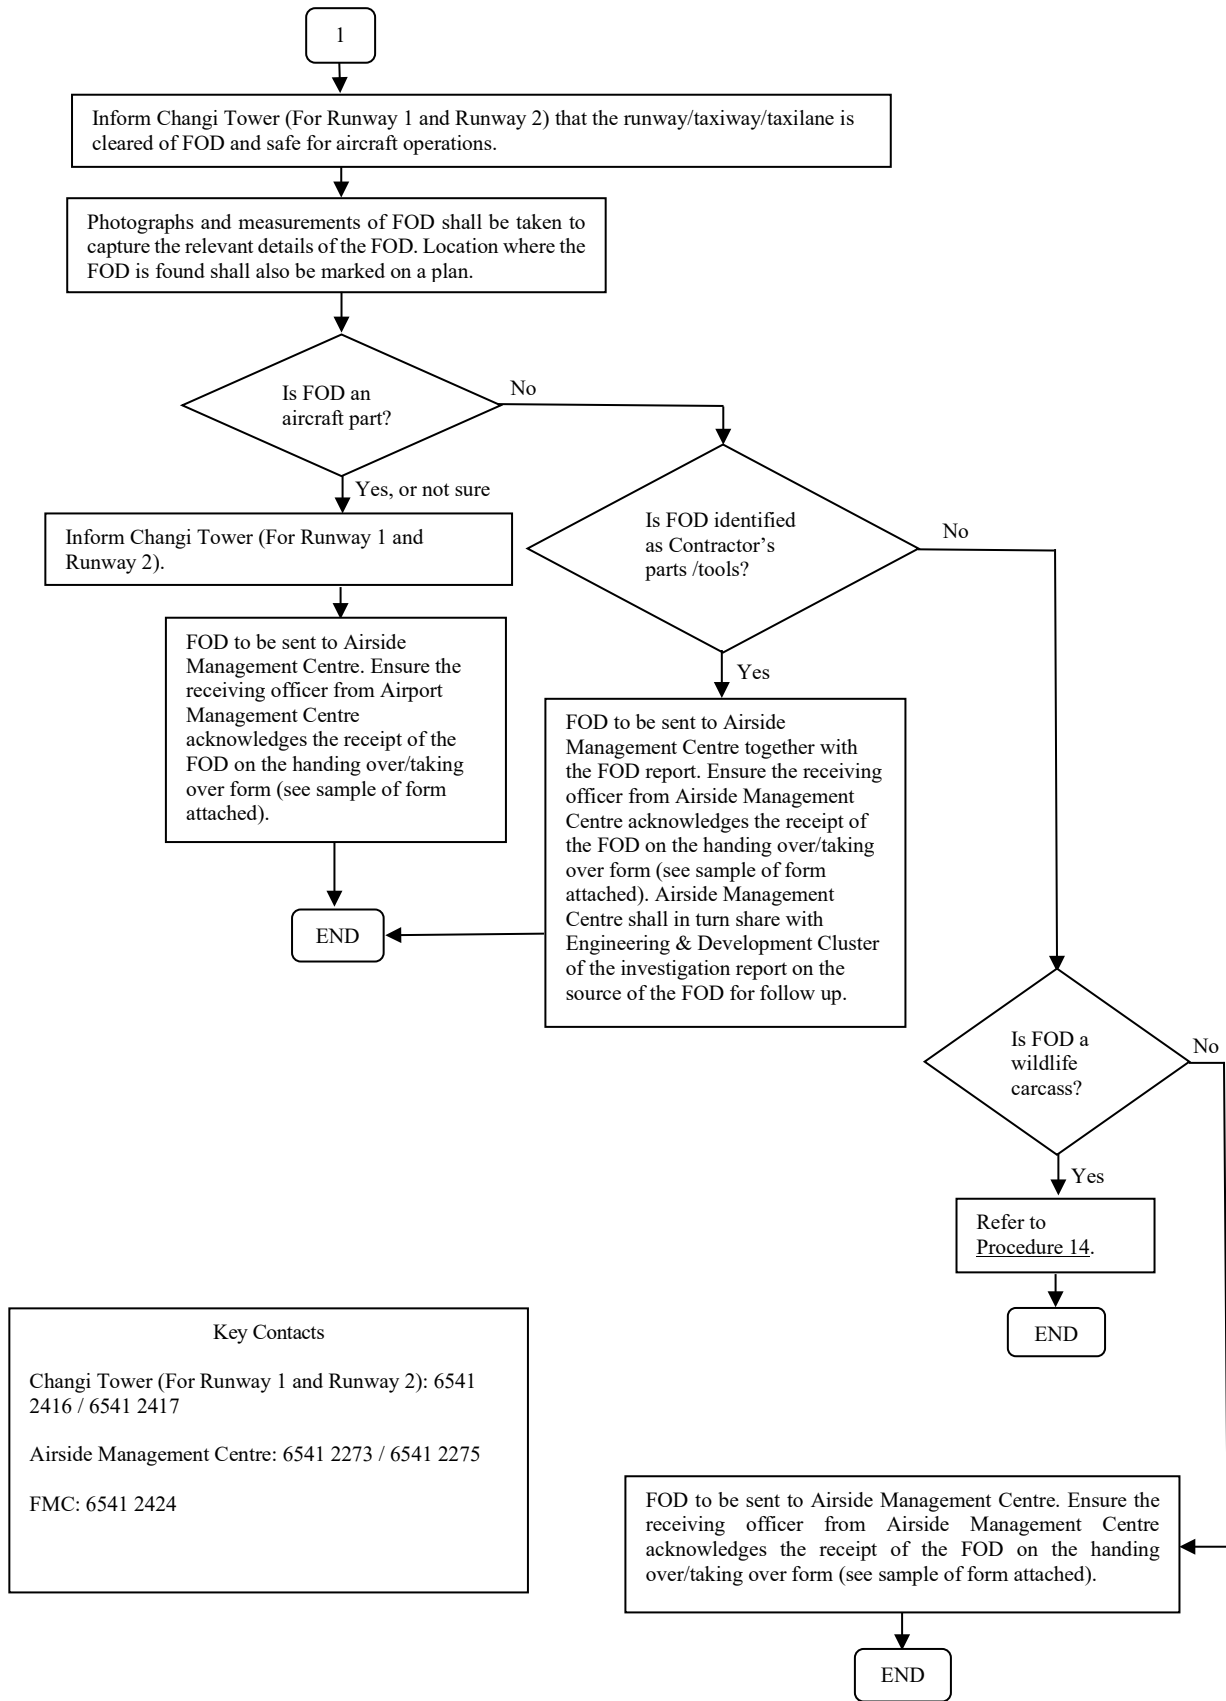 1
Inform Changi Tower (For Runway 1 and Runway 2) that the runway/taxiway/taxilane is
cleared of FOD and safe for aircraft operations.
Photographs and measurements of FOD shall be taken to
capture the relevant details of the FOD. Location where the
FOD is found shall also be marked on a plan.
Is FOD an
aircraft part?
No
Yes, or not sure
Inform Changi Tower (For Runway 1 and
Runway 2).
FOD to be sent to Airside
Management Centre. Ensure the
receiving officer from Airport
Management Centre
acknowledges the receipt of the
FOD on the handing over/taking
over form (see sample of form
attached).
END
Is FOD identified
as Contractor’s
parts /tools?
No
Yes
FOD to be sent to Airside
Management Centre together with
the FOD report. Ensure the receiving
officer from Airside Management
Centre acknowledges the receipt of
the FOD on the handing over/taking
over form (see sample of form
attached). Airside Management
Centre shall in turn share with
Engineering & Development Cluster
of the investigation report on the
source of the FOD for follow up.
Is FOD a
wildlife
carcass?
No
Yes
Refer to
Procedure 14.
END
Key Contacts
Changi Tower (For Runway 1 and Runway 2): 6541
2416 / 6541 2417
Airside Management Centre: 6541 2273 / 6541 2275
FMC: 6541 2424
FOD to be sent to Airside Management Centre. Ensure the
receiving officer from Airside Management Centre
acknowledges the receipt of the FOD on the handing
over/taking over form (see sample of form attached).
END